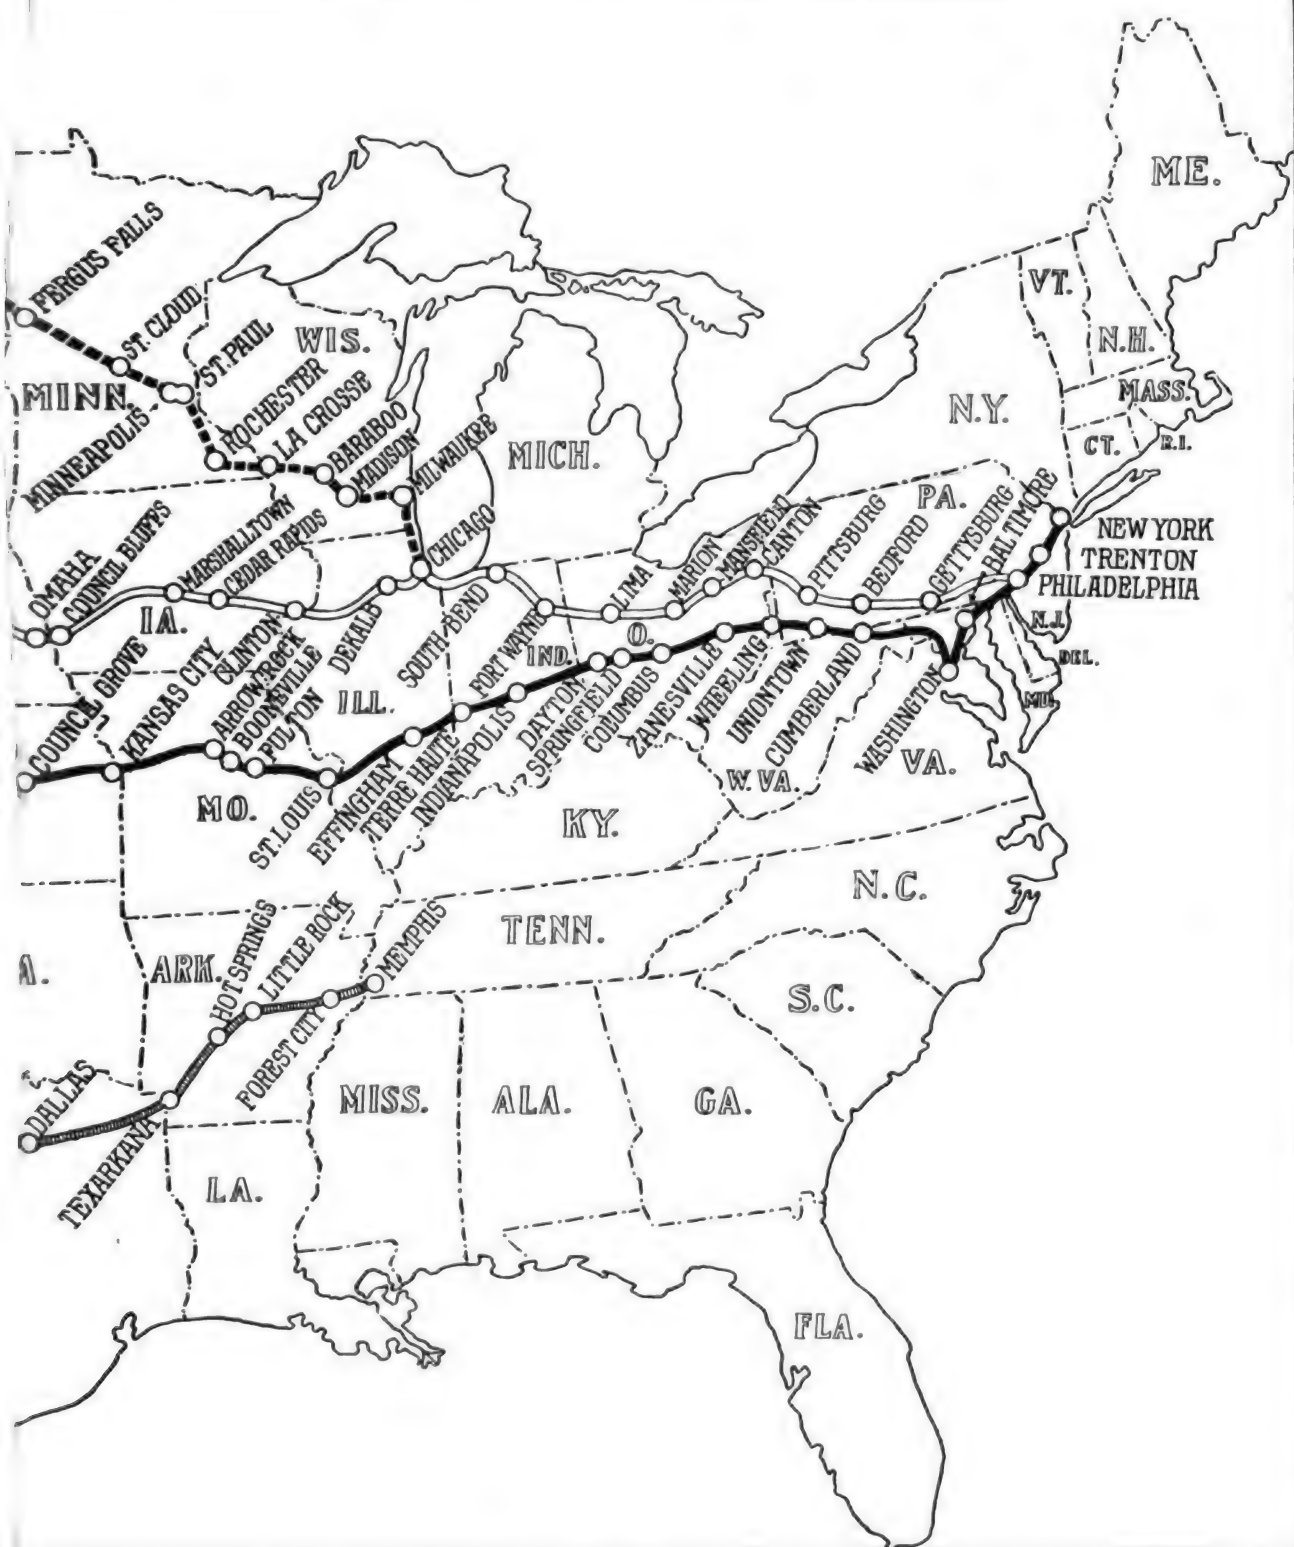 ME.
FERGUS FALLS
ST. CLOUD
ST. PAUL
WIS.
VT.
N.H.
MINN.
MINNEAPOLIS
ROCHESTER
LA CROSSE
BARABOO
MADISON
MILWAUKEE
MICH.
N.Y.
MASS.
CT.
R.I.
OMAHA
COUNCIL BLUFFS
MARSHALLTOWN
CEDAR RAPIDS
CHICAGO
LIMA
MARION
MANSFIELD
CANTON
PITTSBURG
BEDFORD
PA.
GETTYSBURG
BALTIMORE
NEW YORK
TRENTON
PHILADELPHIA
IA.
CLINTON
DEKALB
SOUTH BEND
FORT WAYNE
IND.
O.
N.J.
DEL.
MD.
COUNCIL GROVE
KANSAS CITY
ARROW ROCK
BOONEVILLE
FULTON
ILL.
MO.
ST. LOUIS
EFFINGHAM
TERRE HAUTE
INDIANAPOLIS
DAYTON
SPRINGFIELD
COLUMBUS
ZANESVILLE
WHEELING
UNIONTOWN
CUMBERLAND
WASHINGTON
W. VA.
VA.
KY.
N.C.
TENN.
A.
ARK.
HOT SPRINGS
LITTLE ROCK
MEMPHIS
FOREST CITY
S.C.
DALLAS
TEXARKANA
MISS.
ALA.
GA.
LA.
FLA.